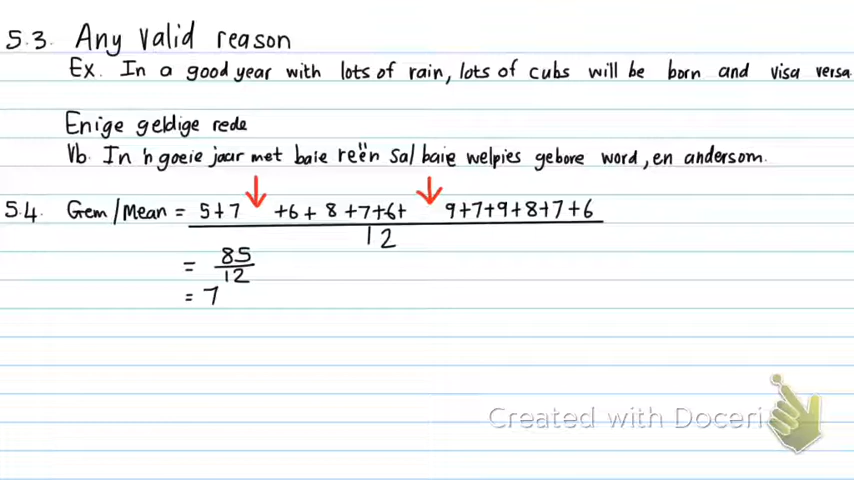 5.3. Any valid reason
Ex. In a good year with lots of rain, lots of cubs will be born and visa versa.
Enige geldige rede
Vb. In 'n goeie jaar met baie reën sal baie welpies gebore word, en andersom.
5.4. Gem/Mean = 5+7 +6+ 8 +7+6+ 9+7+9+8+7+6
12
= 85
12
= 7
Created with Doceri